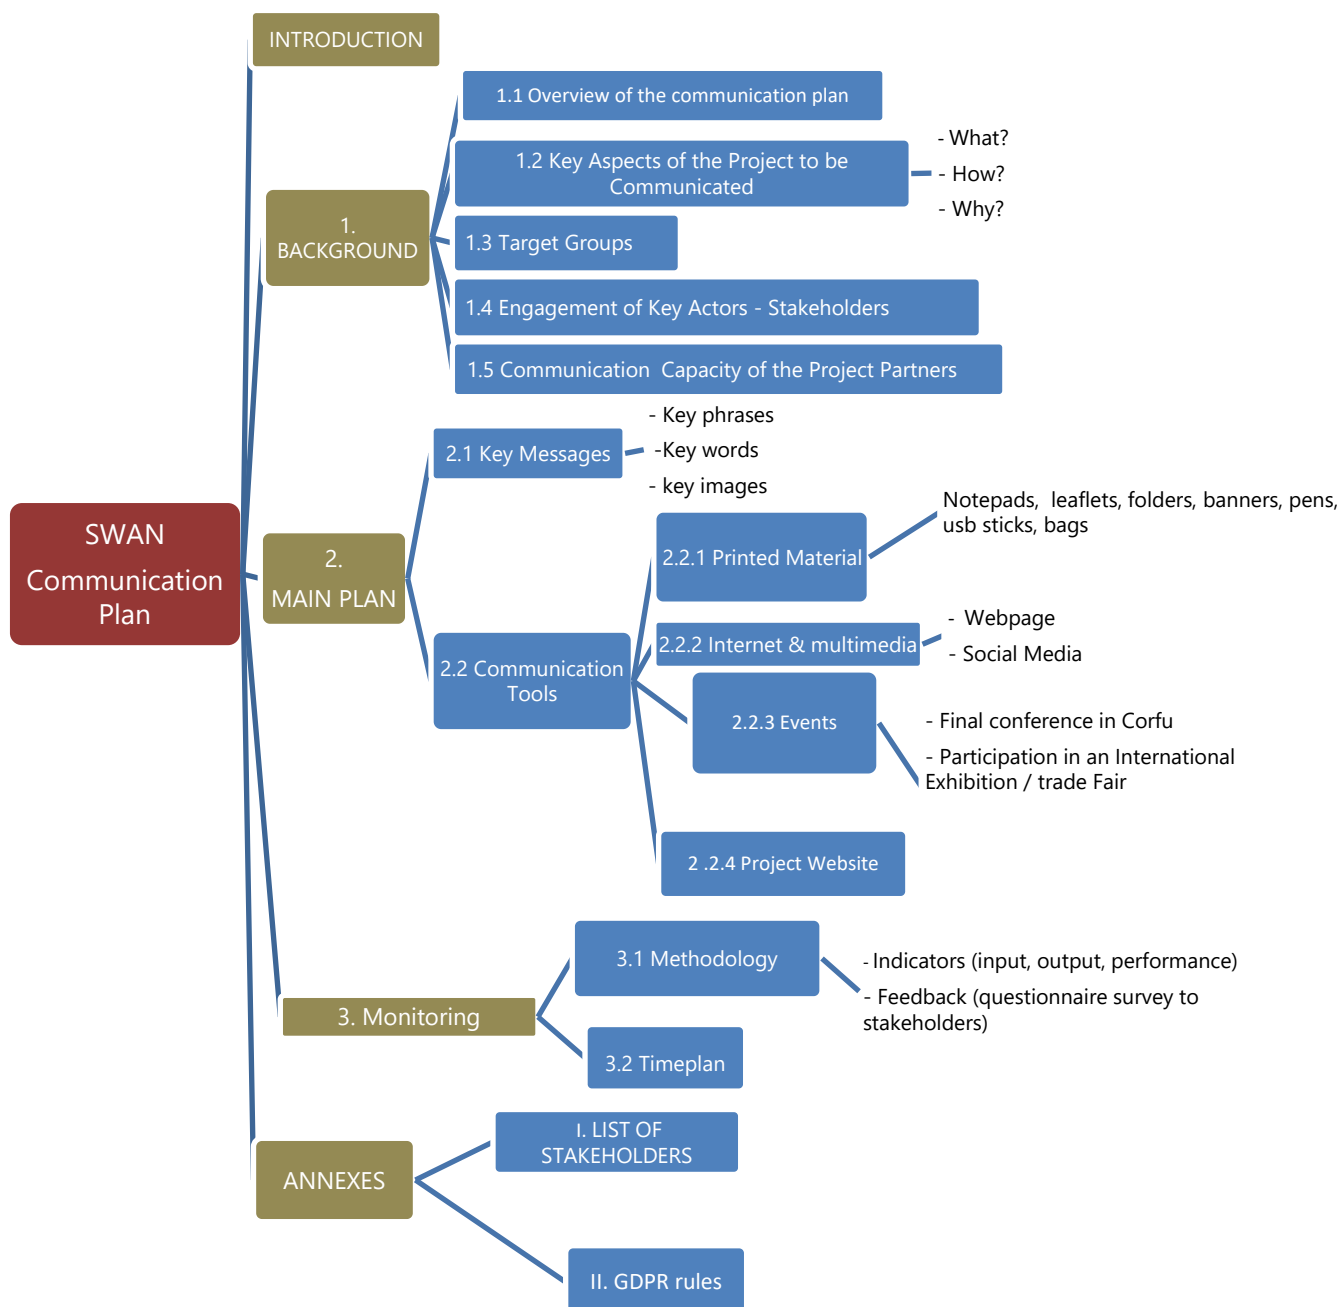 INTRODUCTION
1.1 Overview of the communication plan
1.2 Key Aspects of the Project to be
Communicated
- What?
- How?
- Why?
1.
BACKGROUND
1.3 Target Groups
1.4 Engagement of Key Actors - Stakeholders
1.5 Communication  Capacity of the Project Partners
SWAN
Communication
Plan
2.
MAIN PLAN
2.1 Key Messages
- Key phrases
-Key words
- key images
2.2 Communication
Tools
2.2.1 Printed Material
Notepads,  leaflets, folders, banners, pens,
usb sticks, bags
2.2.2 Internet & multimedia
-  Webpage
- Social Media
2.2.3 Events
- Final conference in Corfu
- Participation in an International
Exhibition / trade Fair
2 .2.4 Project Website
3. Monitoring
3.1 Methodology
- Indicators (input, output, performance)
- Feedback (questionnaire survey to
stakeholders)
3.2 Timeplan
ANNEXES
I. LIST OF
STAKEHOLDERS
II. GDPR rules